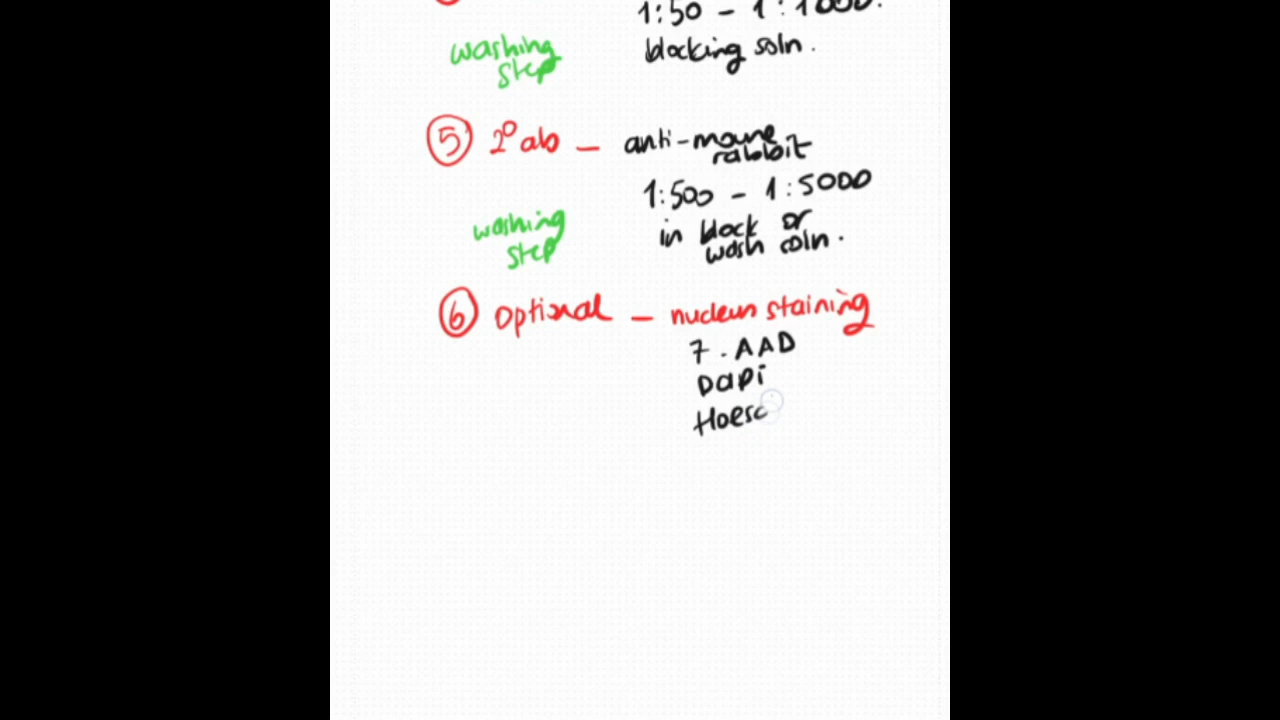 1:50 - 1:1000.
blocking soln.
washing
step
5 2° ab - anti-mouse
rabbit
1:500 - 1:5000
in block or
wash soln.
washing
step
6 Optional - nucleus staining
7.AAD
Dapi
Hoesc